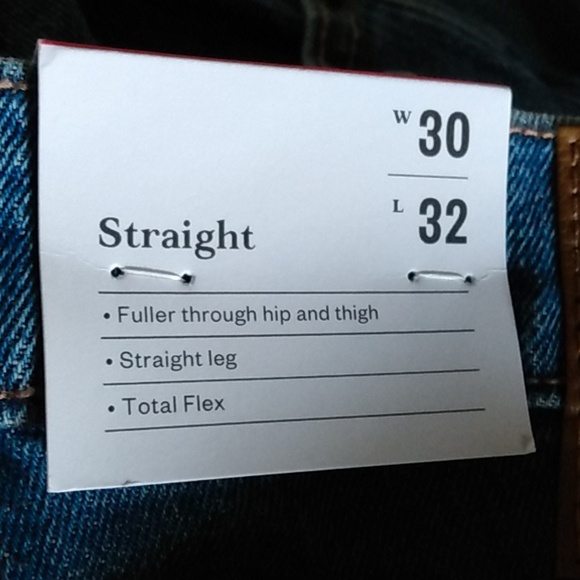 W 30
L 32
Straight
• Fuller through hip and thigh
• Straight leg
• Total Flex